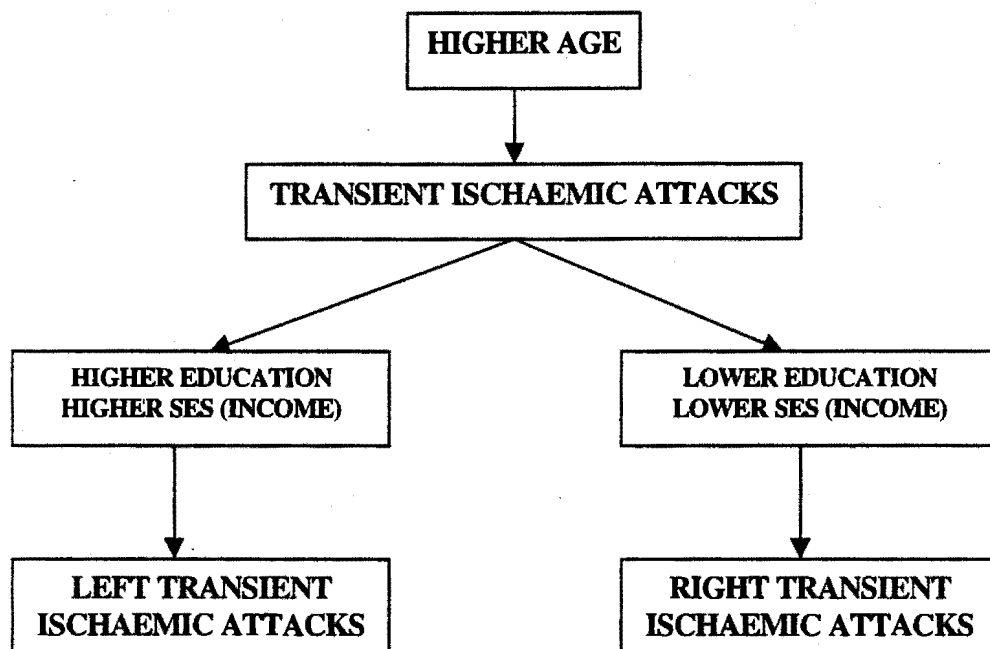 HIGHER AGE
TRANSIENT ISCHAEMIC ATTACKS
HIGHER EDUCATION
HIGHER SES (INCOME)
LOWER EDUCATION
LOWER SES (INCOME)
LEFT TRANSIENT
ISCHAEMIC ATTACKS
RIGHT TRANSIENT
ISCHAEMIC ATTACKS